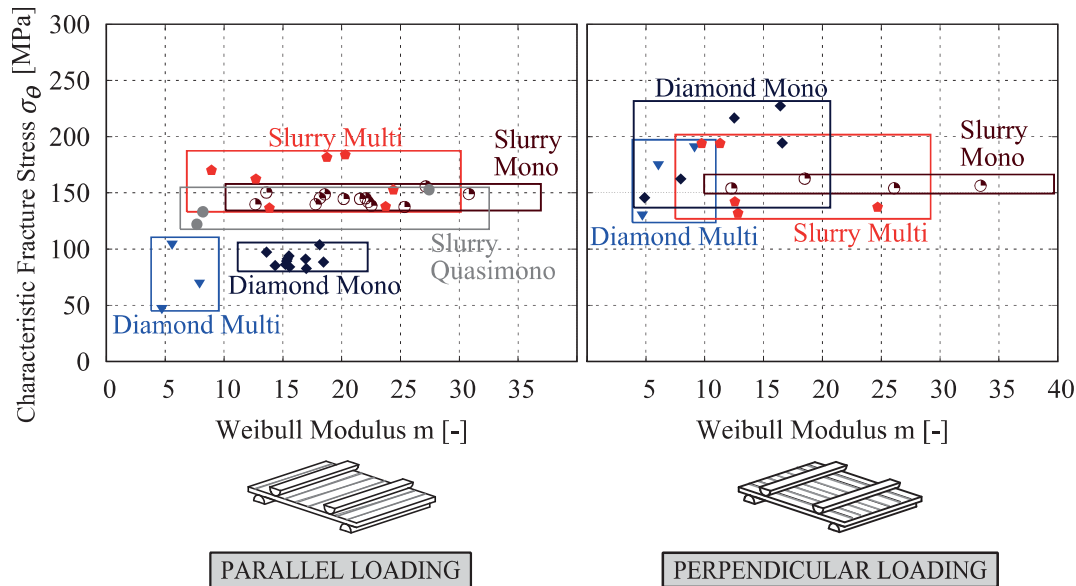 Characteristic Fracture Stress σθ [MPa]
300
250
200
150
100
50
0
Slurry Multi
Slurry
Mono
Slurry
Quasimono
Diamond Mono
Diamond Multi
0 5 10 15 20 25 30 35
Weibull Modulus m [-]
Diamond Mono
Slurry
Mono
Diamond Multi
Slurry Multi
5 10 15 20 25 30 35 40
Weibull Modulus m [-]
PARALLEL LOADING
PERPENDICULAR LOADING